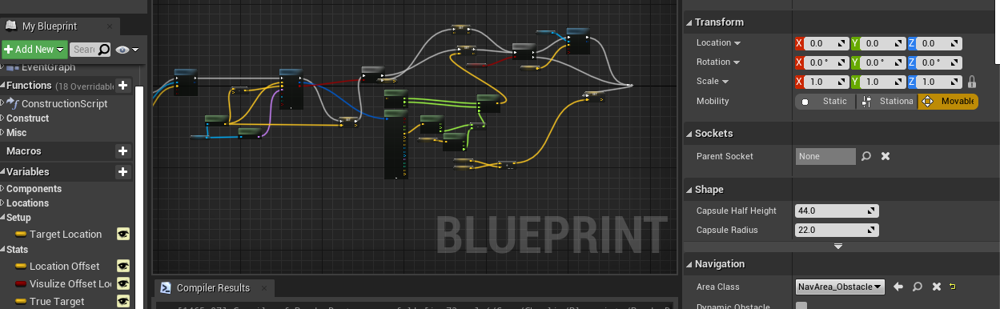 My Blueprint
Add New
Searc
EventGraph
Functions (18 Overridabl
ConstructionScript
Construct
Misc
Macros
Variables
Components
Locations
Setup
Target Location
Stats
Location Offset
Visulize Offset Loc
True Target
BLUEPRINT
Compiler Results
Transform
Location X 0.0 Y 0.0 Z 0.0
Rotation X 0.0 ° Y 0.0 ° Z 0.0 °
Scale X 1.0 Y 1.0 Z 1.0
Mobility Static Stationa Movable
Sockets
Parent Socket None
Shape
Capsule Half Height 44.0
Capsule Radius 22.0
Navigation
Area Class NavArea_Obstacle
Dynamic Obstacle